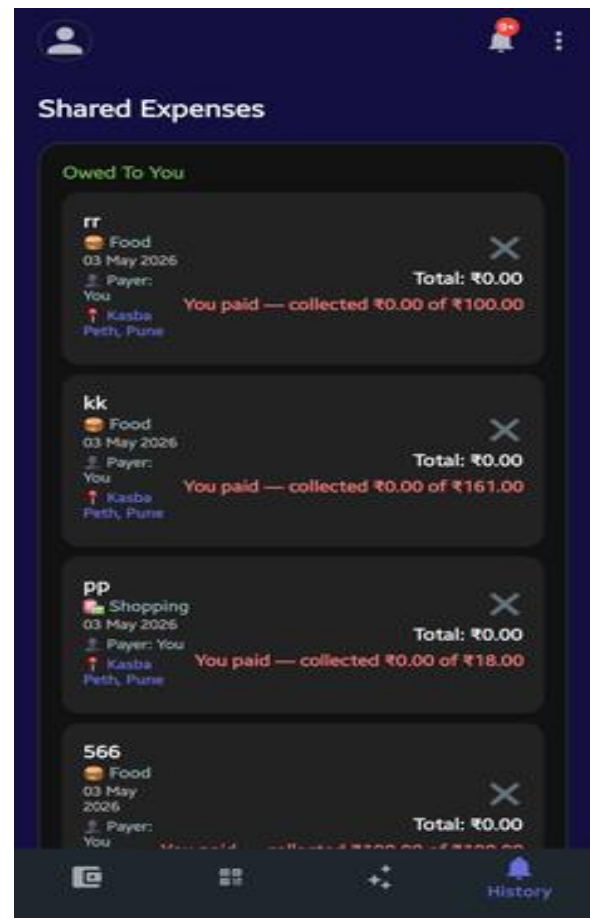 9+
Shared Expenses
Owed To You
rr
Food
03 May 2026
Payer:
You
Kasba
Peth, Pune
Total: ₹0.00
You paid — collected ₹0.00 of ₹100.00
kk
Food
03 May 2026
Payer:
You
Kasba
Peth, Pune
Total: ₹0.00
You paid — collected ₹0.00 of ₹161.00
pp
Shopping
03 May 2026
Payer: You
Kasba
Peth, Pune
Total: ₹0.00
You paid — collected ₹0.00 of ₹18.00
566
Food
03 May
2026
Payer:
You
Total: ₹0.00
History